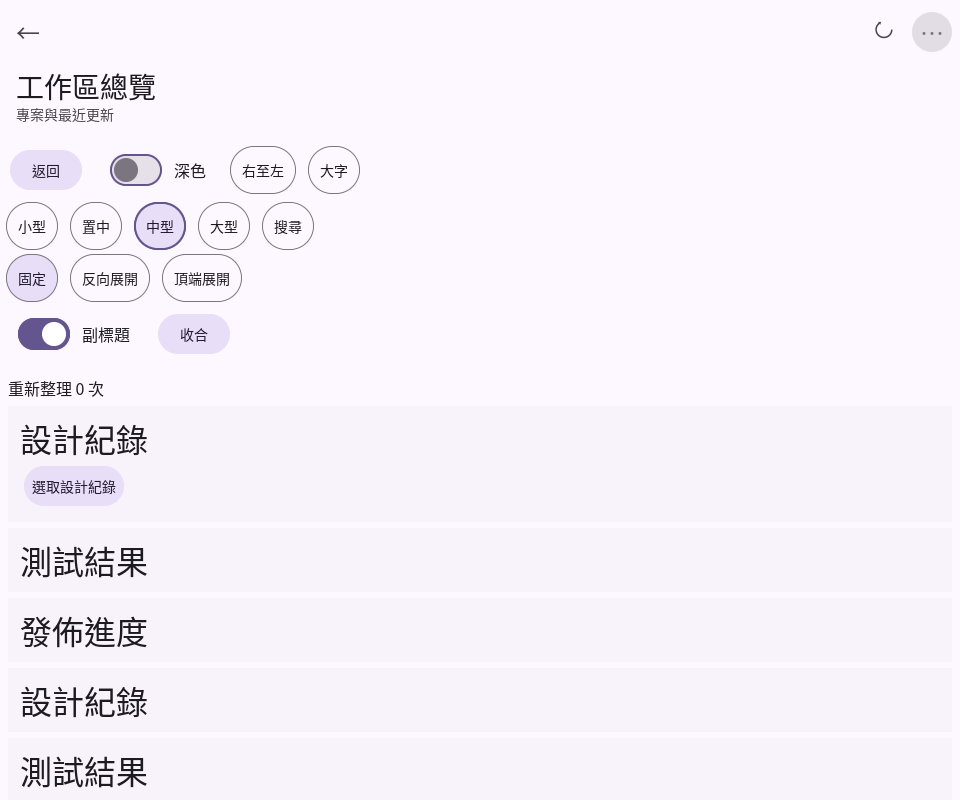 工作區總覽
專案與最近更新
返回 深色 右至左 大字
小型 置中 中型 大型 搜尋
固定 反向展開 頂端展開
副標題 收合
重新整理 0 次
設計紀錄
選取設計紀錄
測試結果
發佈進度
設計紀錄
測試結果